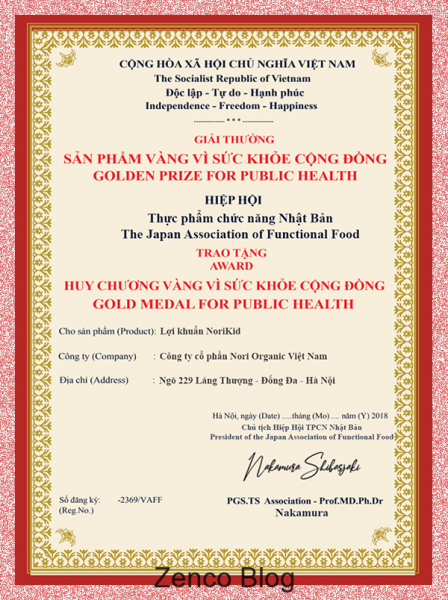 CỘNG HÒA XÃ HỘI CHỦ NGHĨA VIỆT NAM
The Socialist Republic of Vietnam
Độc lập - Tự do - Hạnh phúc
Independence - Freedom - Happiness
------------ * * * ------------
GIẢI THƯỞNG
SẢN PHẨM VÀNG VÌ SỨC KHỎE CỘNG ĐỒNG
GOLDEN PRIZE FOR PUBLIC HEALTH
HIỆP HỘI
Thực phẩm chức năng Nhật Bản
The Japan Association of Functional Food
TRAO TẶNG
AWARD
HUY CHƯƠNG VÀNG VÌ SỨC KHỎE CỘNG ĐỒNG
GOLD MEDAL FOR PUBLIC HEALTH
Cho sản phẩm (Product): Lợi khuẩn NoriKid
Công ty (Company) : Công ty cổ phần Nori Organic Việt Nam
Địa chỉ (Address) : Ngõ 229 Láng Thượng - Đống Đa - Hà Nội
Hà Nội, ngày (Date) .....tháng (Mo) .... năm (Y) 2018
Chủ tịch Hiệp Hội TPCN Nhật Bản
President of the Japan Association of Functional Food
Nakamura Shibasjaki
Số đăng ký: -2369/VAFF
(Reg.No.)
PGS.TS Association - Prof.MD.Ph.Dr
Nakamura
Zenco Blog